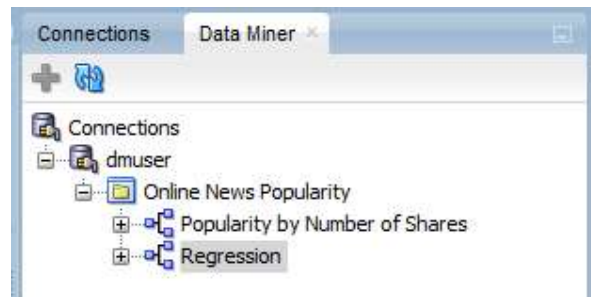 Connections Data Miner
Connections
dmuser
Online News Popularity
Popularity by Number of Shares
Regression